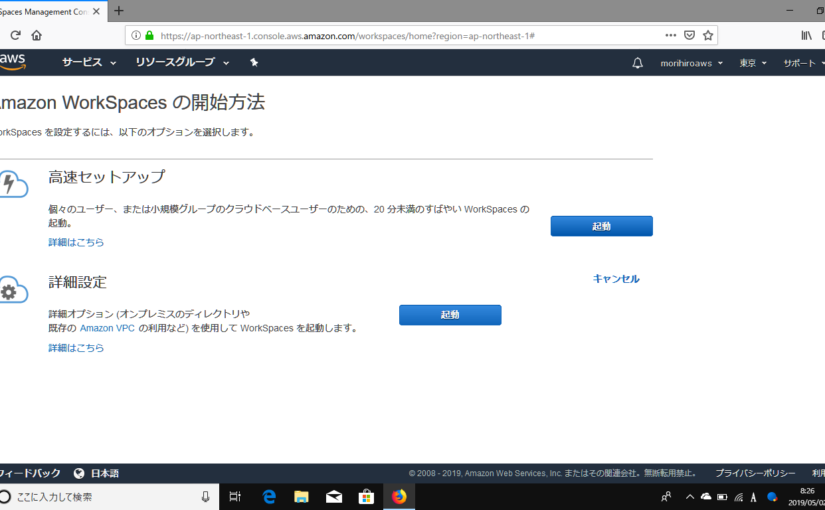 Spaces Management Con
https://ap-northeast-1.console.aws.amazon.com/workspaces/home?region=ap-northeast-1#
aws サービス リソースグループ morihiroaws 東京 サポート
mazon WorkSpaces の開始方法
orkSpaces を設定するには、以下のオプションを選択します。
高速セットアップ
個々のユーザー、または小規模グループのクラウドベースユーザーのための、20 分未満のすばやい WorkSpaces の
起動。
起動
詳細はこちら
詳細設定
キャンセル
詳細オプション (オンプレミスのディレクトリや
既存の Amazon VPC の利用など) を使用して WorkSpaces を起動します。
起動
詳細はこちら
フィードバック 日本語 © 2008 - 2019, Amazon Web Services, Inc. またはその関連会社。無断転用禁止。 プライバシーポリシー 利用
ここに入力して検索
A
8:26
2019/05/02